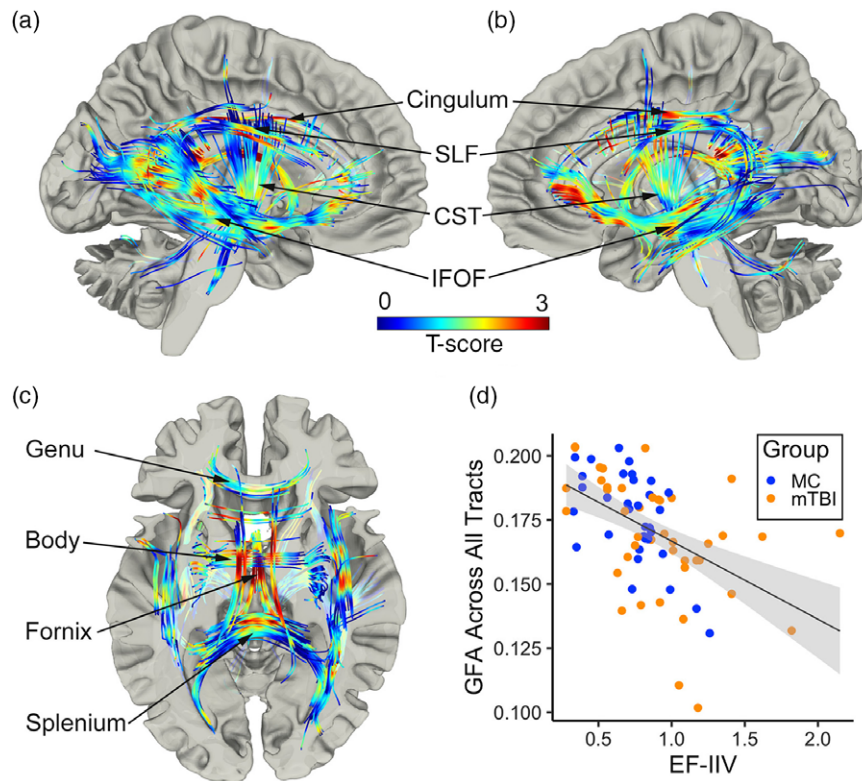 (a)
(b)
Cingulum
SLF
CST
IFOF
0 3
T-score
(c)
Genu
Body
Fornix
Splenium
(d)
GFA Across All Tracts
0.200
0.175
0.150
0.125
0.100
Group
MC
mTBI
0.5 1.0 1.5 2.0
EF-IIV